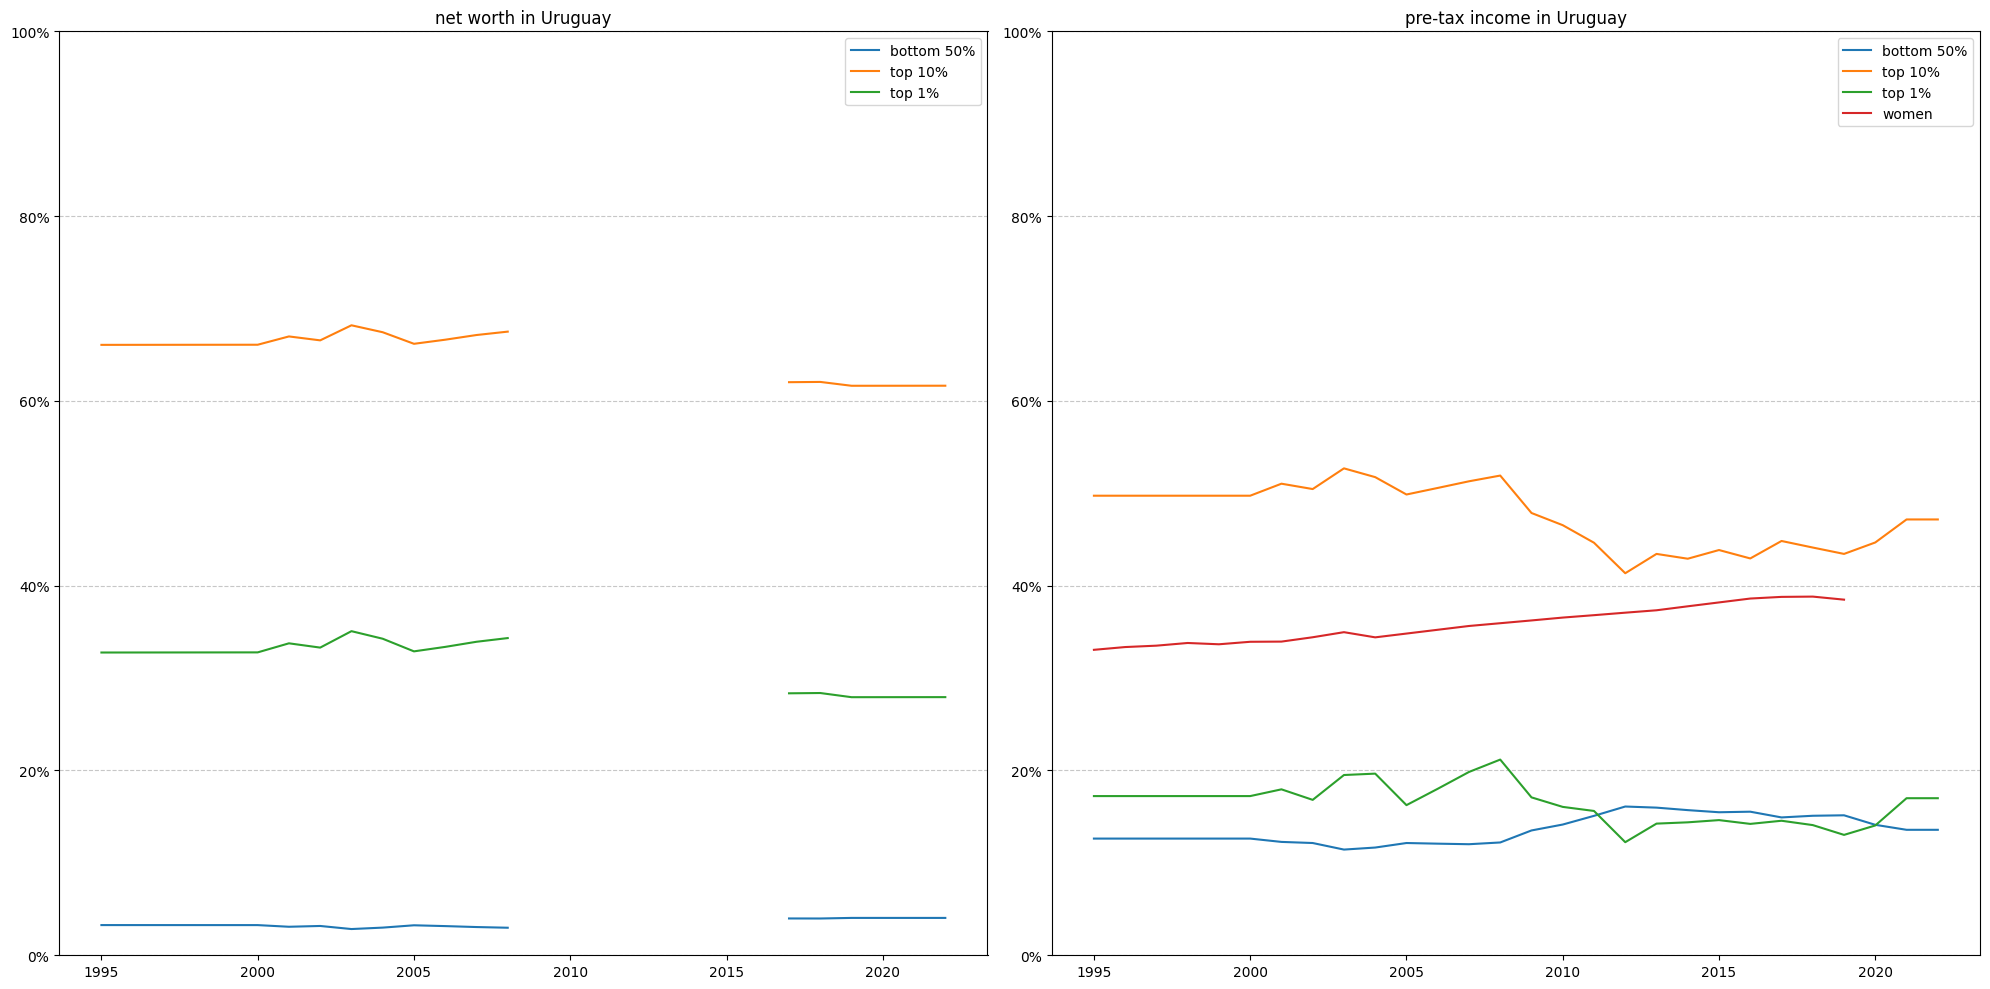 net worth in Uruguay
100%
80%
60%
40%
20%
0%
1995 2000 2005 2010 2015 2020
bottom 50%
top 10%
top 1%
pre-tax income in Uruguay
100%
80%
60%
40%
20%
0%
1995 2000 2005 2010 2015 2020
bottom 50%
top 10%
top 1%
women